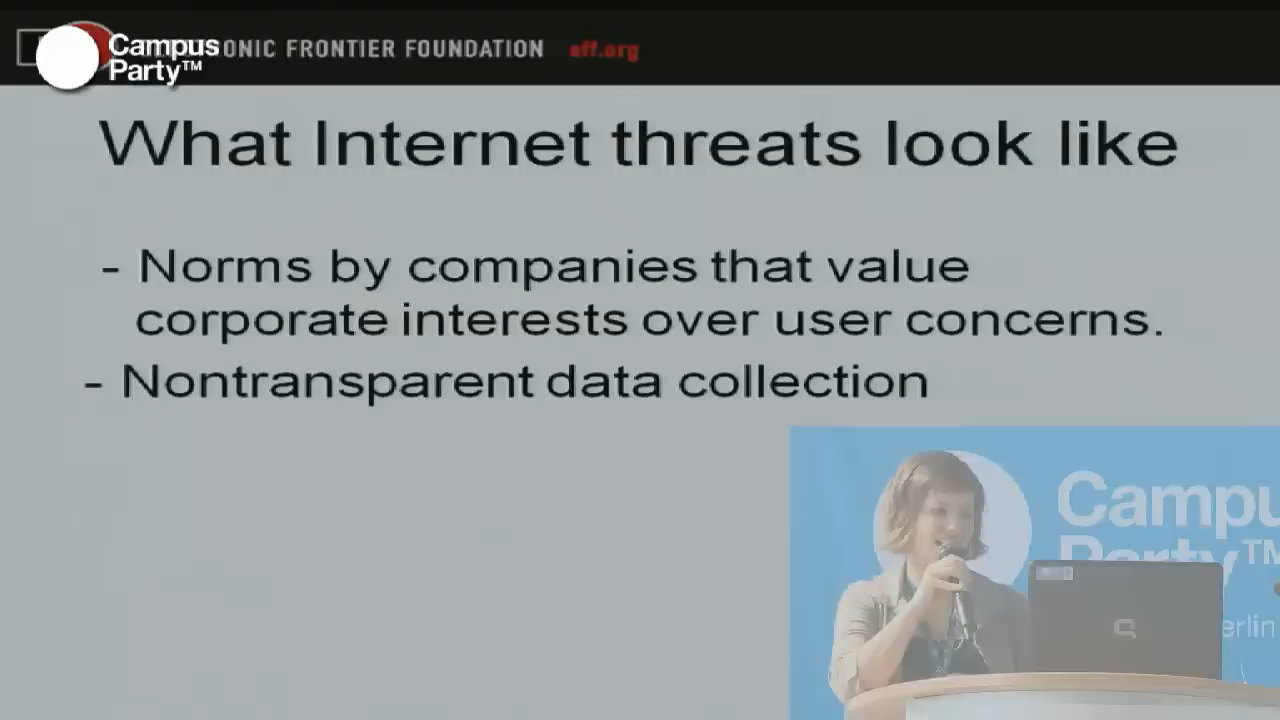 Campus
Party™
ONIC FRONTIER FOUNDATION eff.org
What Internet threats look like
- Norms by companies that value
corporate interests over user concerns.
- Nontransparent data collection
Campu
Party™
erlin